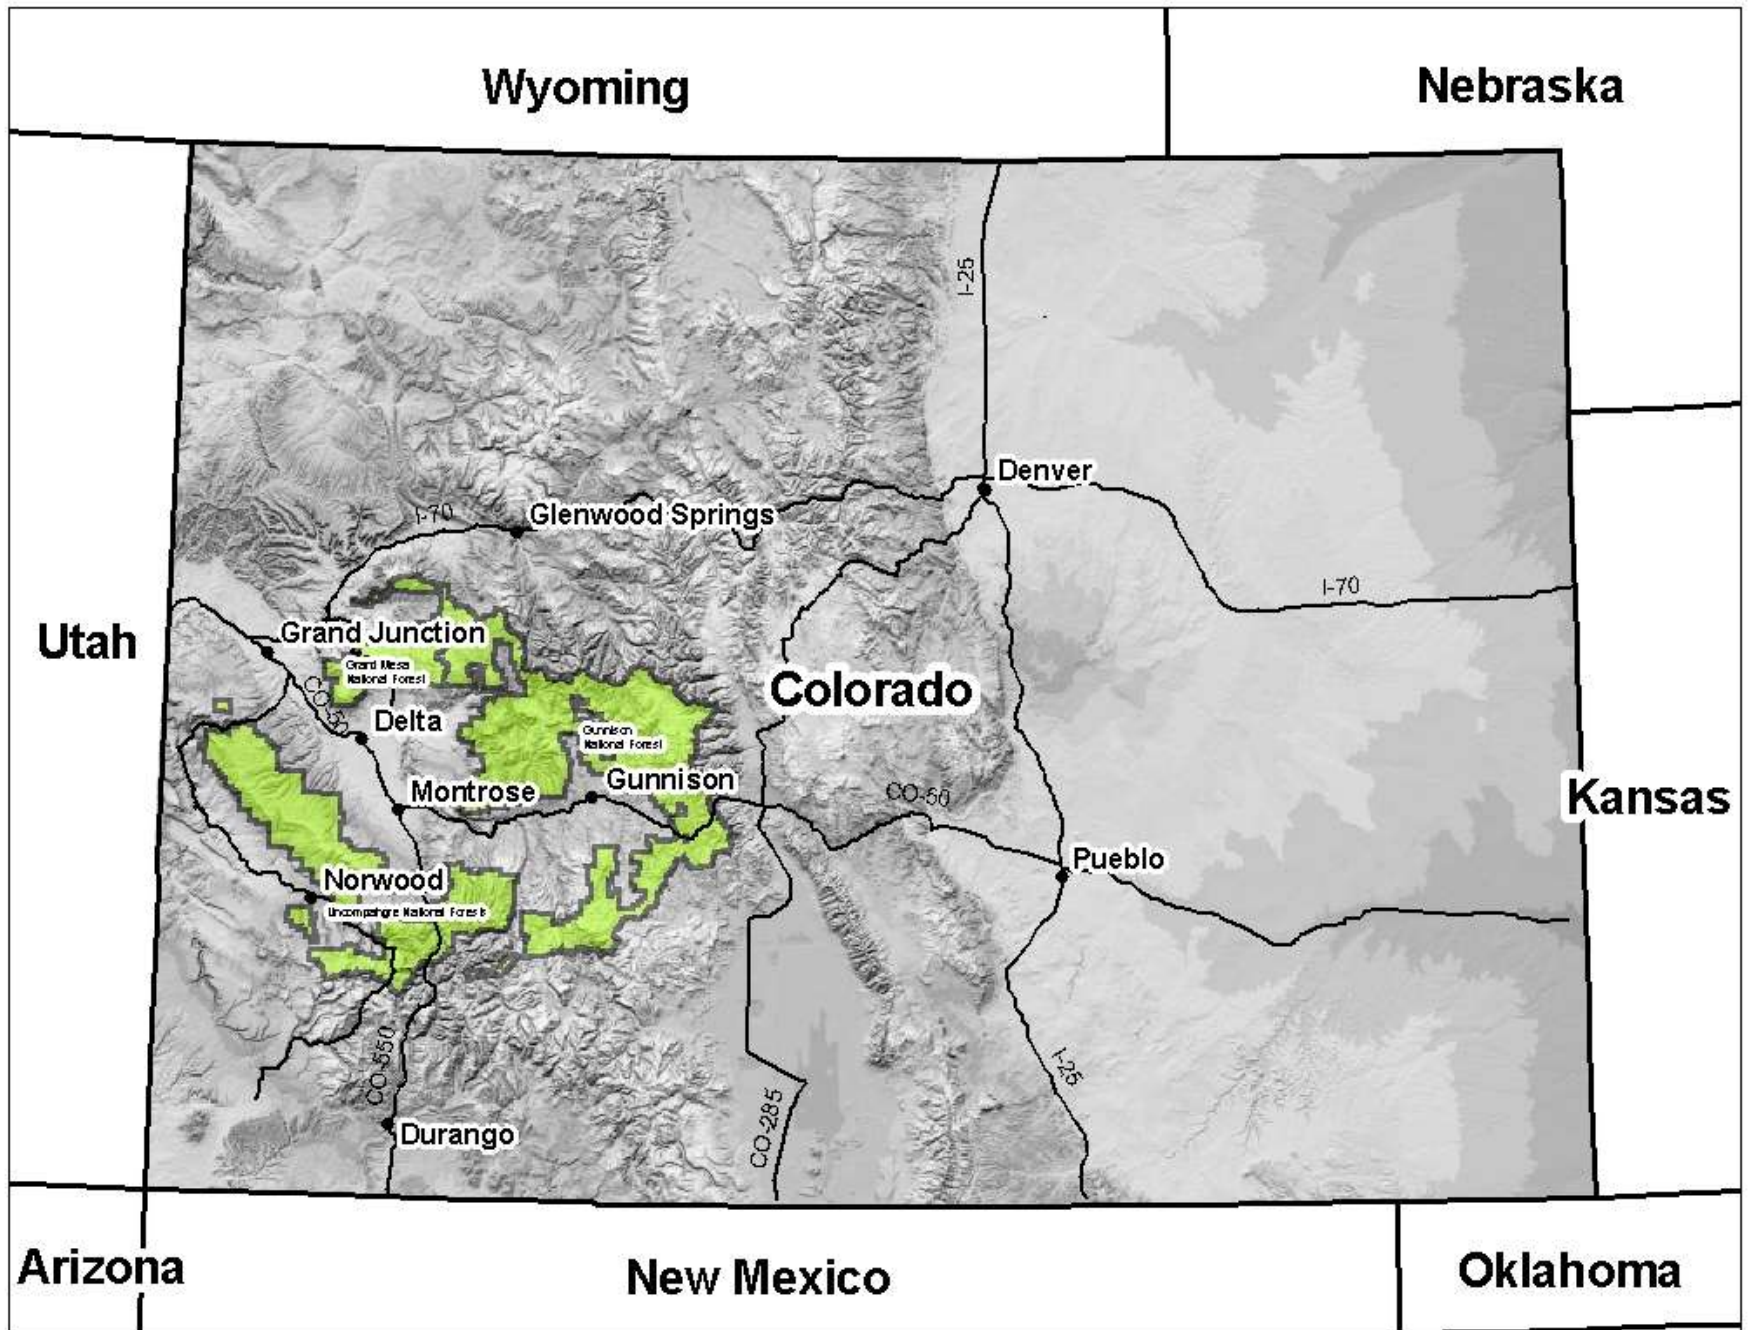 Wyoming
Nebraska
I-25
Denver
Glenwood Springs
I-70
I-70
Utah
Grand Junction
Grand Mesa
National Forest
Colorado
CO-50
Delta
Gunnison
National Forest
Gunnison
Montrose
CO-50
Kansas
Pueblo
Norwood
Uncompahgre National Forests
CO-550
I-25
CO-285
Durango
Arizona
New Mexico
Oklahoma